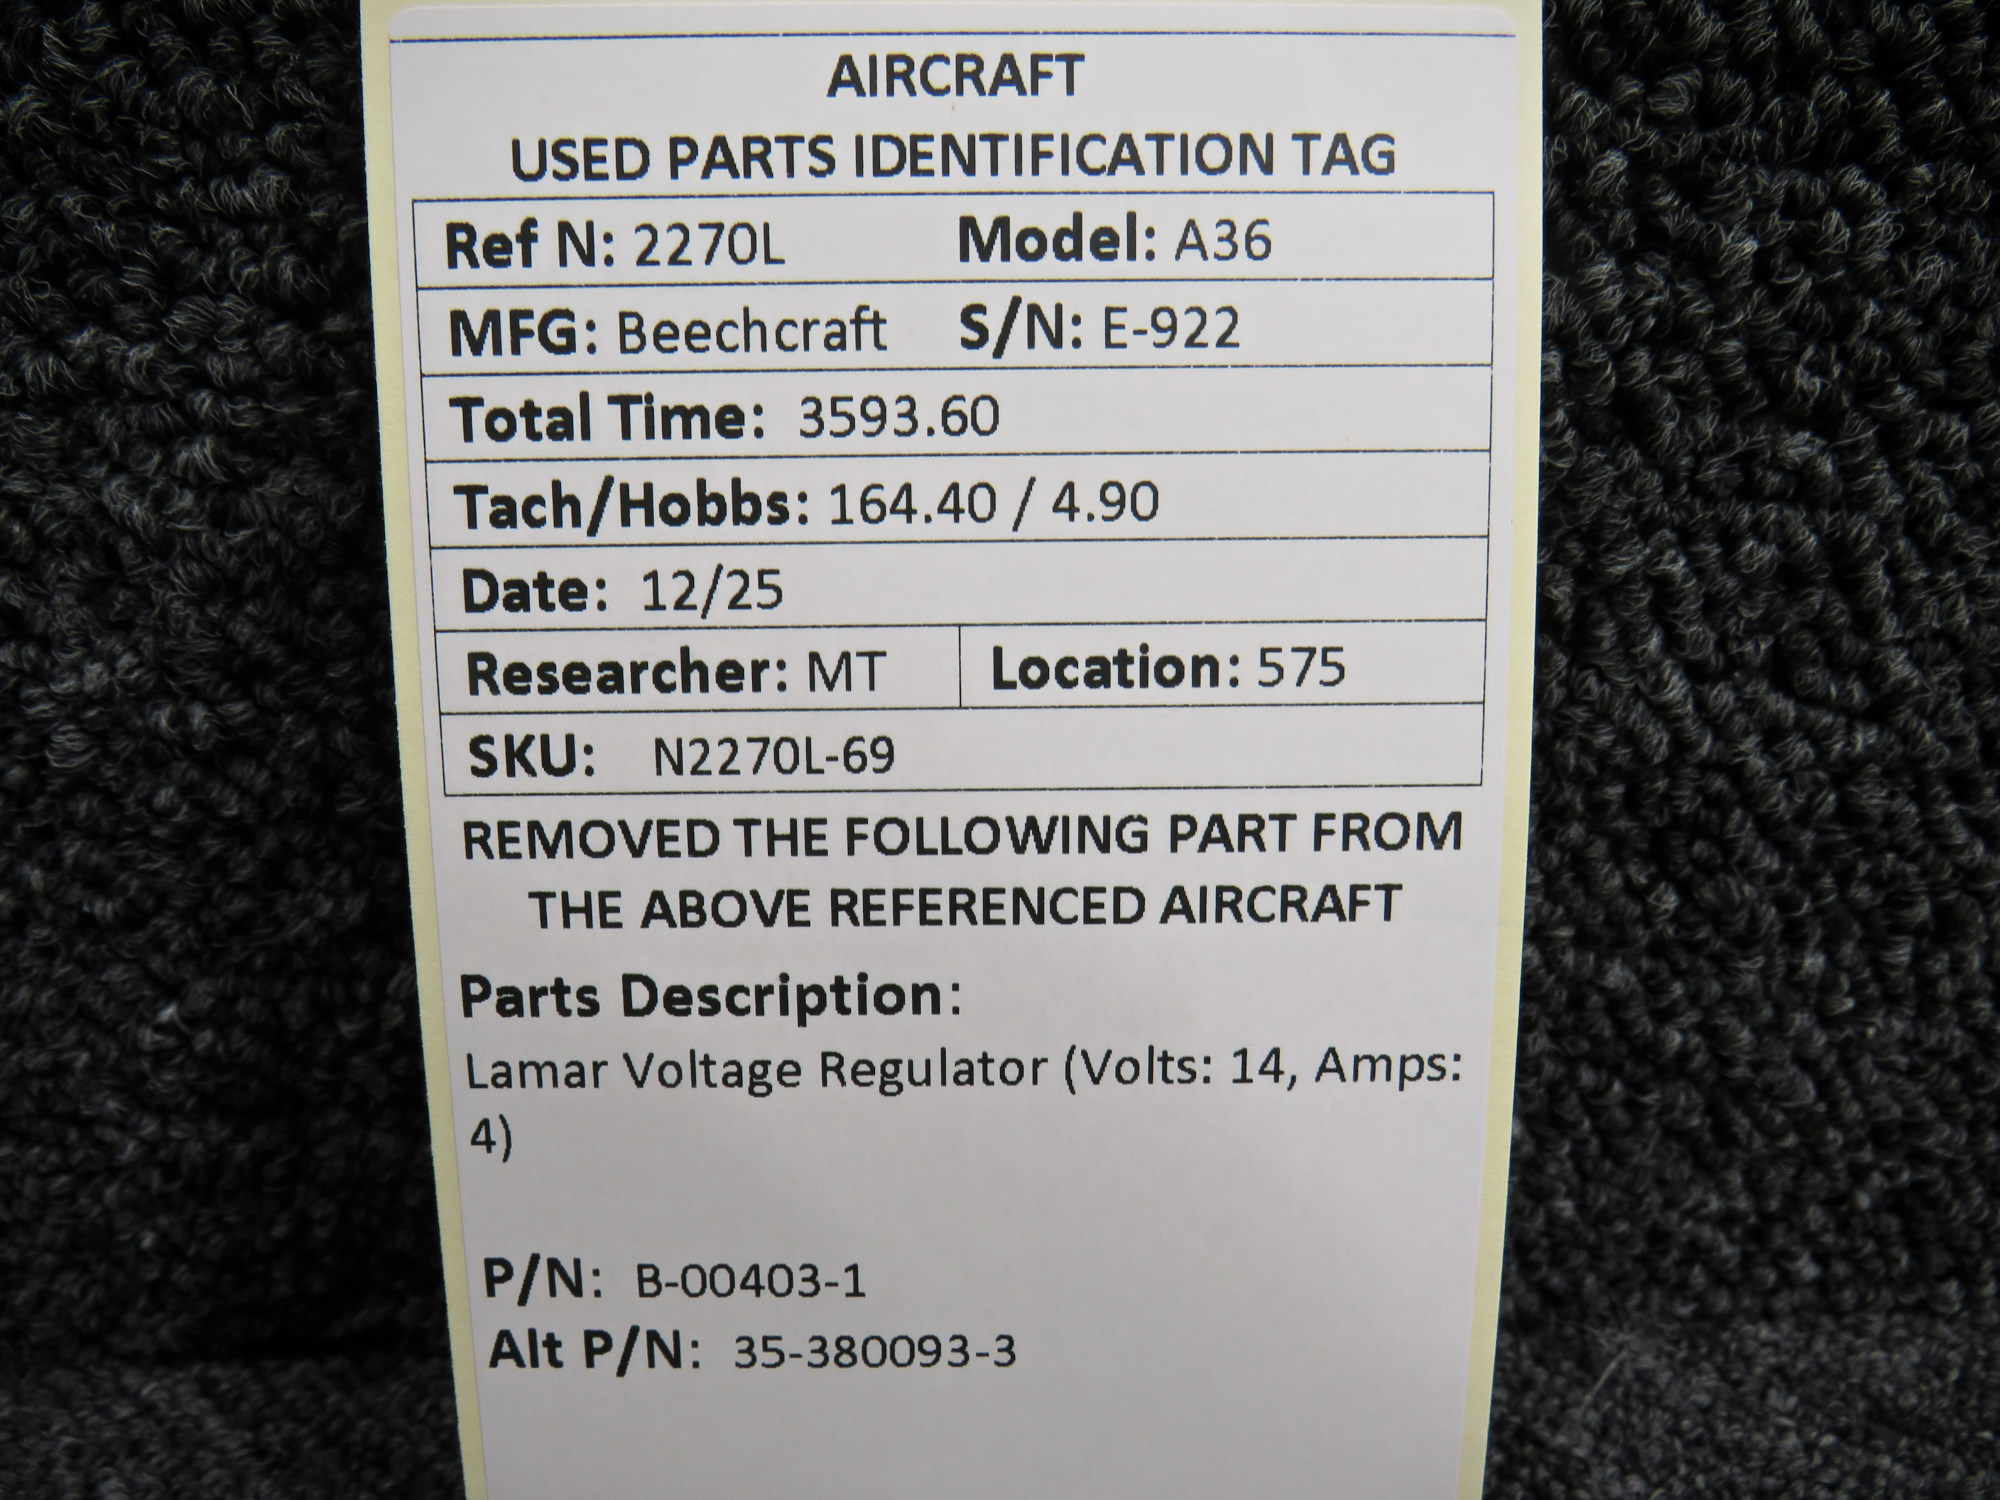 AIRCRAFT
USED PARTS IDENTIFICATION TAG
Ref N: 2270L Model: A36
MFG: Beechcraft S/N: E-922
Total Time: 3593.60
Tach/Hobbs: 164.40 / 4.90
Date: 12/25
Researcher: MT Location: 575
SKU: N2270L-69
REMOVED THE FOLLOWING PART FROM
THE ABOVE REFERENCED AIRCRAFT
Parts Description:
Lamar Voltage Regulator (Volts: 14, Amps:
4)
P/N: B-00403-1
Alt P/N: 35-380093-3